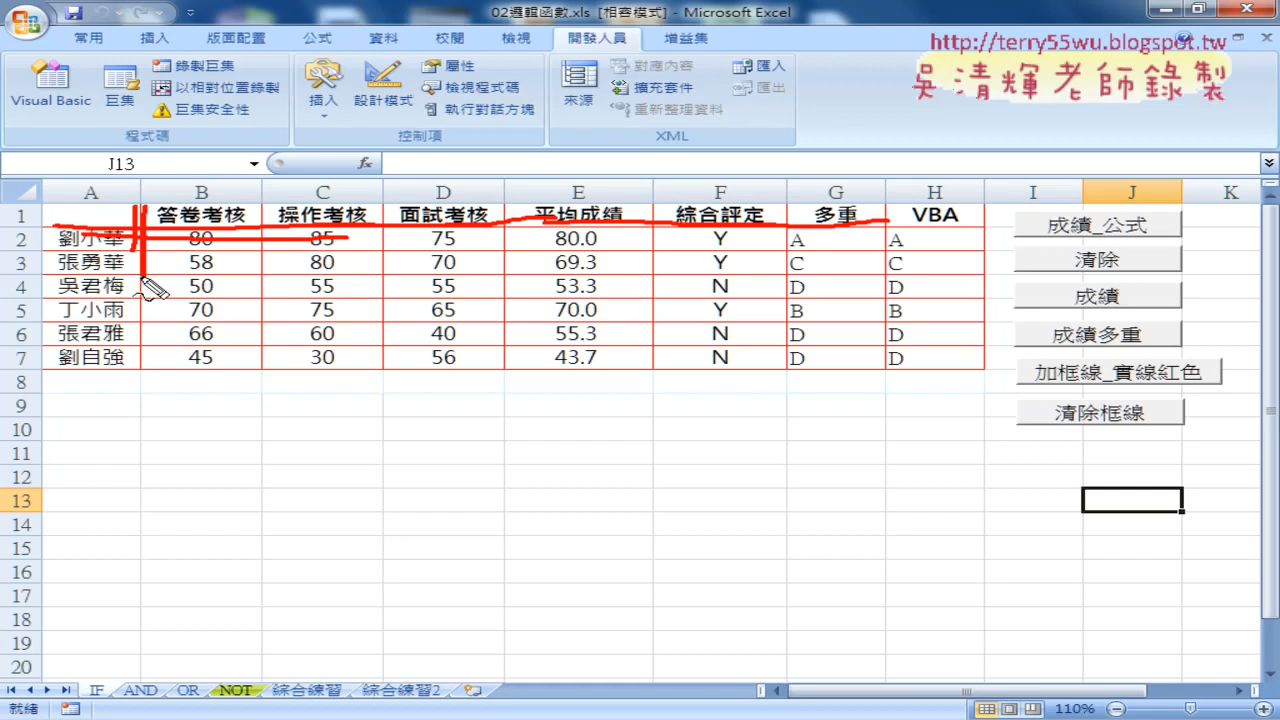 02邏輯函數.xls [相容模式] - Microsoft Excel
常用 插入 版面配置 公式 資料 校閱 檢視 開發人員 增益集
http://terry55wu.blogspot.tw
吳清輝老師錄製
Visual Basic 巨集 錄製巨集 以相對位置錄製 巨集安全性 程式碼
插入 設計模式 屬性 檢視程式碼 執行對話方塊 控制項
來源 對應內容 擴充套件 重新整理資料 匯入 匯出 XML
J13 fx
A B C D E F G H I J K
1 答卷考核 操作考核 面試考核 平均成績 綜合評定 多重 VBA
2 劉小華 80 85 75 80.0 Y A A
3 張勇華 58 80 70 69.3 Y C C
4 吳君梅 50 55 55 53.3 N D D
5 丁小雨 70 75 65 70.0 Y B B
6 張君雅 66 60 40 55.3 N D D
7 劉自強 45 30 56 43.7 N D D
8
9
10
11
12
13
14
15
16
17
18
19
20
成績_公式
清除
成績
成績多重
加框線_實線紅色
清除框線
IF AND OR NOT 綜合練習 綜合練習2
就緒 110%